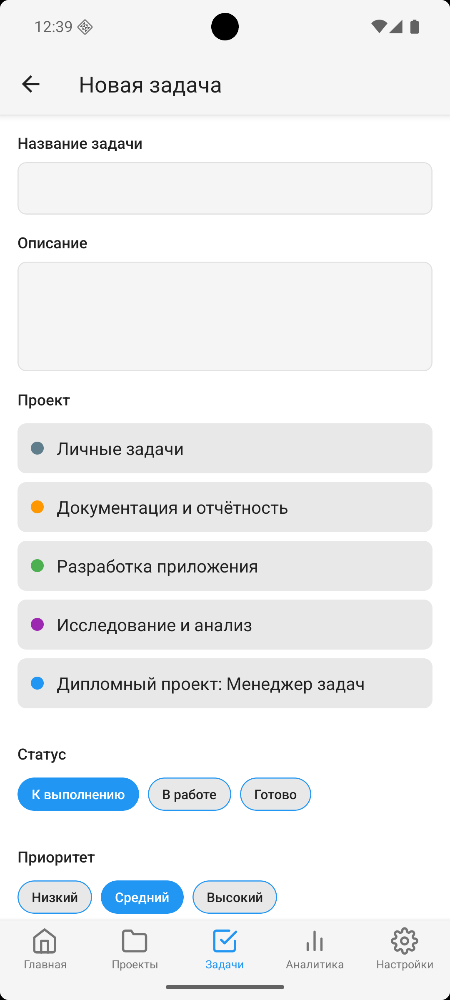 12:39
Новая задача
Название задачи
Описание
Проект
Личные задачи
Документация и отчётность
Разработка приложения
Исследование и анализ
Дипломный проект: Менеджер задач
Статус
К выполнению В работе Готово
Приоритет
Низкий Средний Высокий
Главная Проекты Задачи Аналитика Настройки